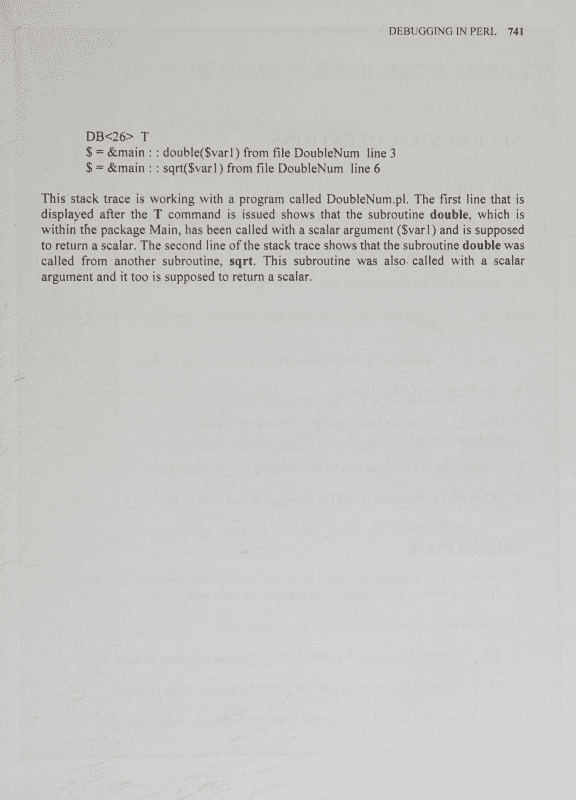 DEBUGGING IN PERL 741
DB<26> T
$ = &main : : double($var1) from file DoubleNum line 3
$ = &main : : sqrt($var1) from file DoubleNum line 6
This stack trace is working with a program called DoubleNum.pl. The first line that is
displayed after the T command is issued shows that the subroutine double, which is
within the package Main, has been called with a scalar argument ($var1) and is supposed
to return a scalar. The second line of the stack trace shows that the subroutine double was
called from another subroutine, sqrt. This subroutine was also called with a scalar
argument and it too is supposed to return a scalar.